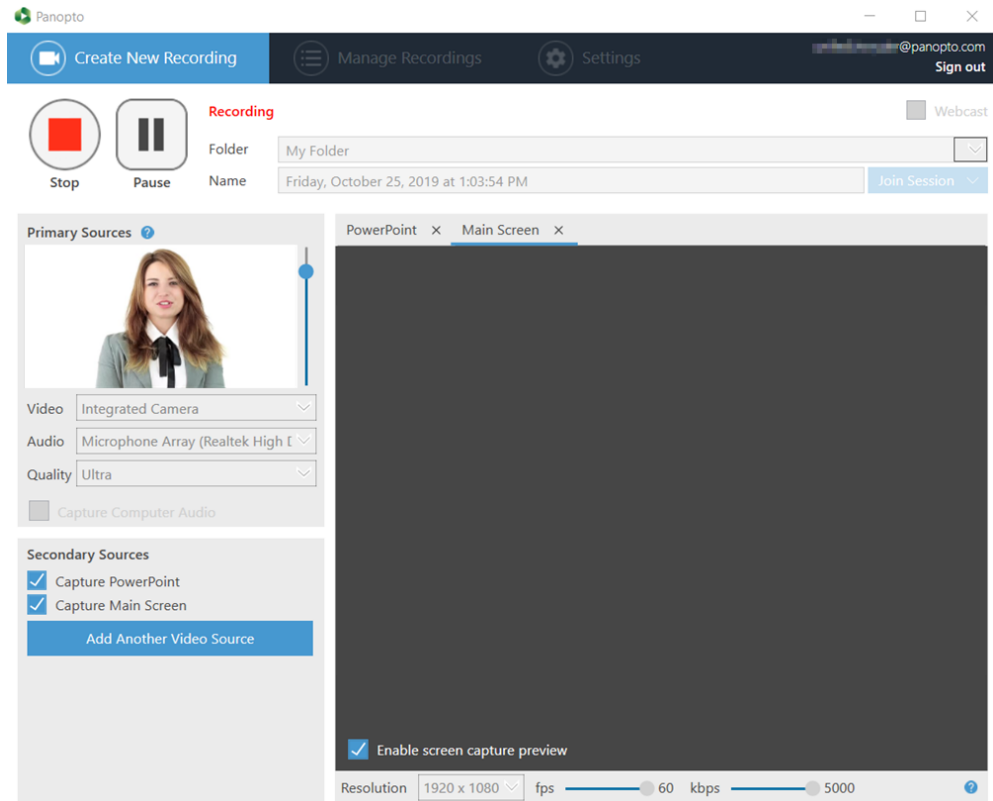 Panopto
Create New Recording
Manage Recordings
Settings
@panopto.com
Sign out
Recording
Webcast
Folder
My Folder
Stop
Pause
Name
Friday, October 25, 2019 at 1:03:54 PM
Join Session
Primary Sources ?
PowerPoint
Main Screen
Video
Integrated Camera
Audio
Microphone Array (Realtek High
Quality
Ultra
Capture Computer Audio
Secondary Sources
Capture PowerPoint
Capture Main Screen
Add Another Video Source
Enable screen capture preview
Resolution 1920 x 1080 fps 60 kbps 5000 ?